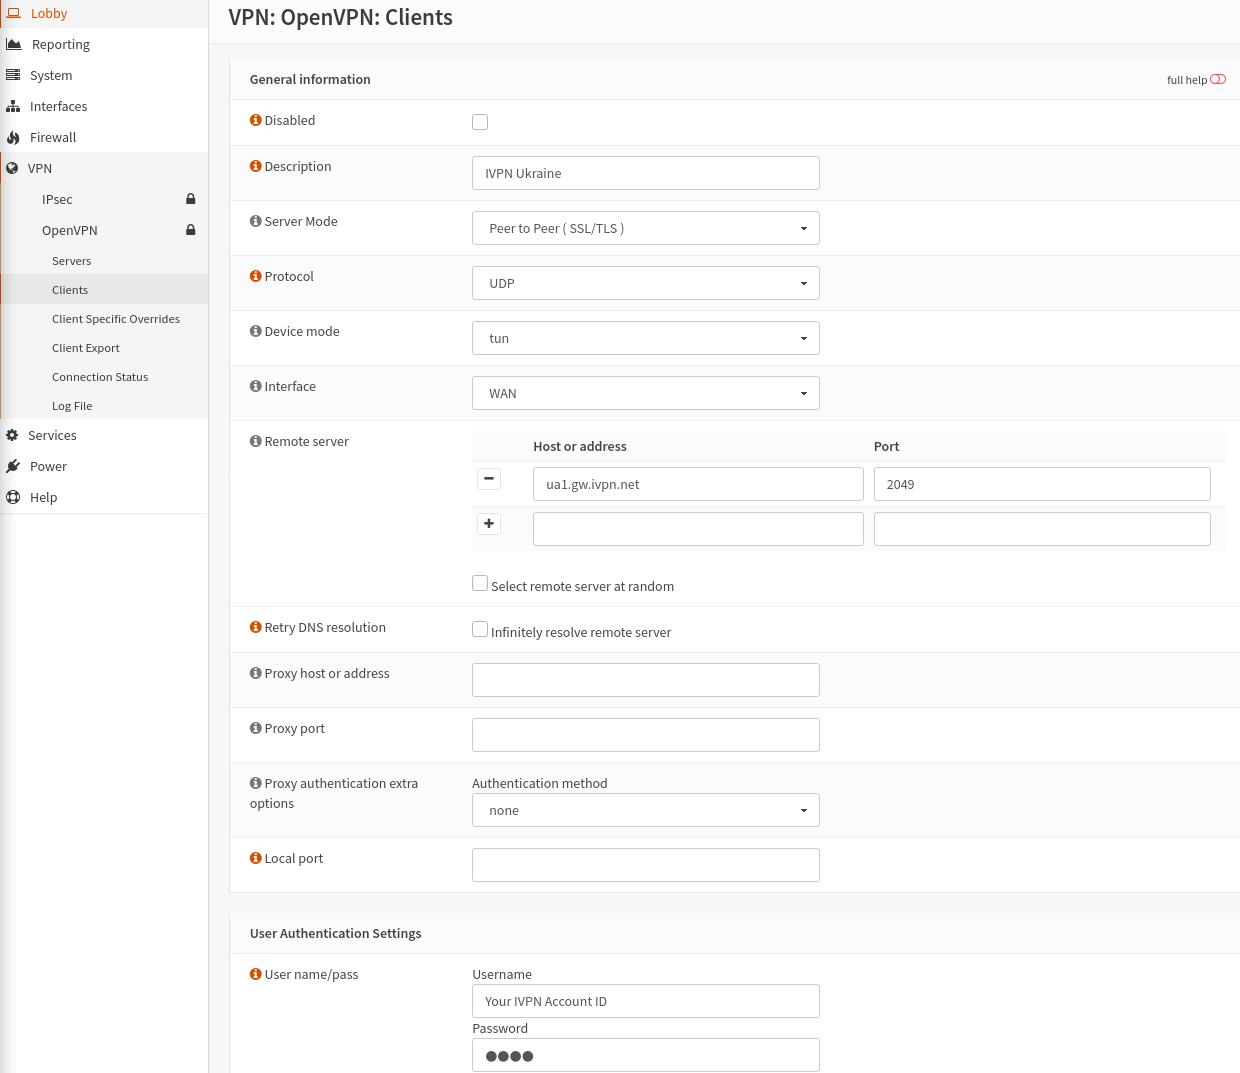 VPN: OpenVPN: Clients
Lobby
Reporting
System
Interfaces
Firewall
VPN
IPsec
OpenVPN
Servers
Clients
Client Specific Overrides
Client Export
Connection Status
Log File
Services
Power
Help
General information
full help
Disabled
Description
IVPN Ukraine
Server Mode
Peer to Peer ( SSL/TLS )
Protocol
UDP
Device mode
tun
Interface
WAN
Remote server
Host or address Port
ua1.gw.ivpn.net 2049
Select remote server at random
Retry DNS resolution
Infinitely resolve remote server
Proxy host or address
Proxy port
Proxy authentication extra
options
Authentication method
none
Local port
User Authentication Settings
User name/pass
Username
Your IVPN Account ID
Password